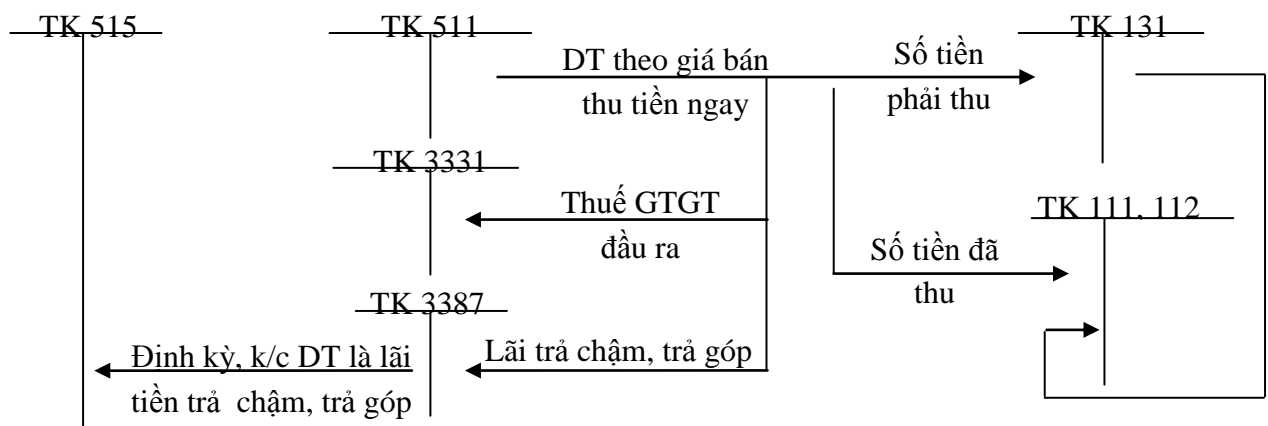 TK 515
TK 511
TK 131
DT theo giá bán
thu tiền ngay
Số tiền
phải thu
TK 3331
Thuế GTGT
đầu ra
TK 111, 112
Số tiền đã
thu
TK 3387
Định kỳ, k/c DT là lãi
tiền trả chậm, trả góp
Lãi trả chậm, trả góp